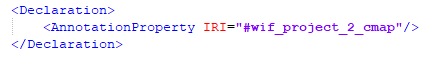 <Declaration>
<AnnotationProperty IRI="#wif_project_2_cmap"/>
</Declaration>